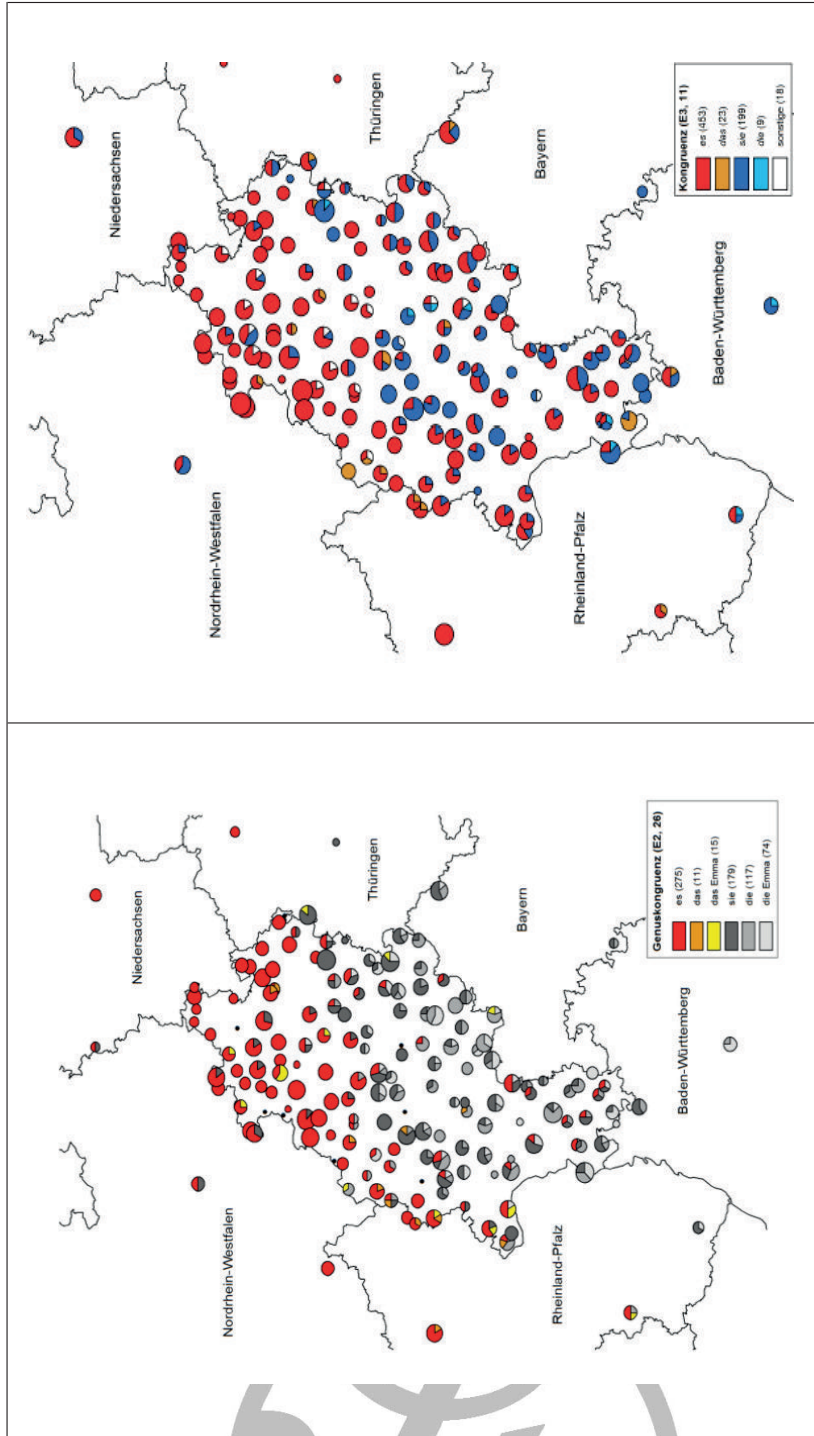 Niedersachsen
Nordrhein-Westfalen
Thüringen
Bayern
Rheinland-Pfalz
Baden-Württemberg
Genuskongruenz (E2, 26)
es (275)
das (11)
das Emma (15)
sie (179)
die (117)
die Emma (74)
Niedersachsen
Nordrhein-Westfalen
Thüringen
Bayern
Rheinland-Pfalz
Baden-Württemberg
Kongruenz (E3, 11)
es (453)
das (23)
sie (199)
die (9)
sonstige (18)